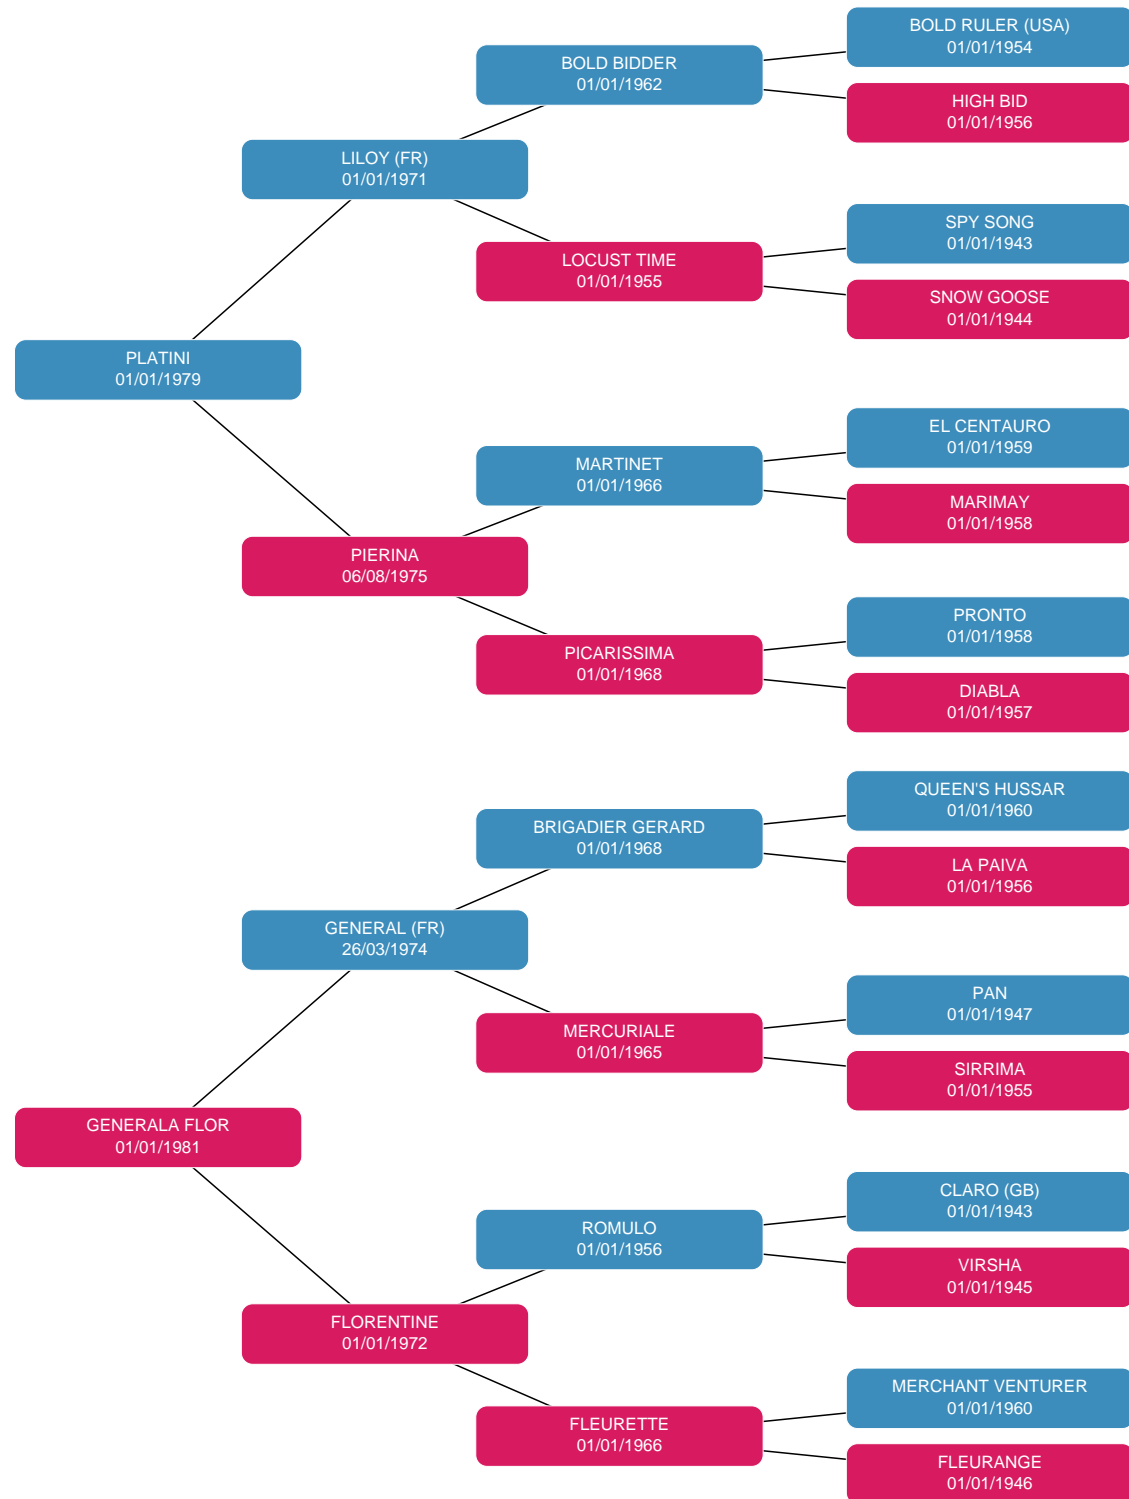 BOLD RULER (USA)
01/01/1954
BOLD BIDDER
01/01/1962
HIGH BID
01/01/1956
LILOY (FR)
01/01/1971
SPY SONG
01/01/1943
LOCUST TIME
01/01/1955
SNOW GOOSE
01/01/1944
PLATINI
01/01/1979
EL CENTAURO
01/01/1959
MARTINET
01/01/1966
MARIMAY
01/01/1958
PIERINA
06/08/1975
PRONTO
01/01/1958
PICARISSIMA
01/01/1968
DIABLA
01/01/1957
QUEEN'S HUSSAR
01/01/1960
BRIGADIER GERARD
01/01/1968
LA PAIVA
01/01/1956
GENERAL (FR)
26/03/1974
PAN
01/01/1947
MERCURIALE
01/01/1965
SIRRIMA
01/01/1955
GENERALA FLOR
01/01/1981
CLARO (GB)
01/01/1943
ROMULO
01/01/1956
VIRSHA
01/01/1945
FLORENTINE
01/01/1972
MERCHANT VENTURER
01/01/1960
FLEURETTE
01/01/1966
FLEURANGE
01/01/1946